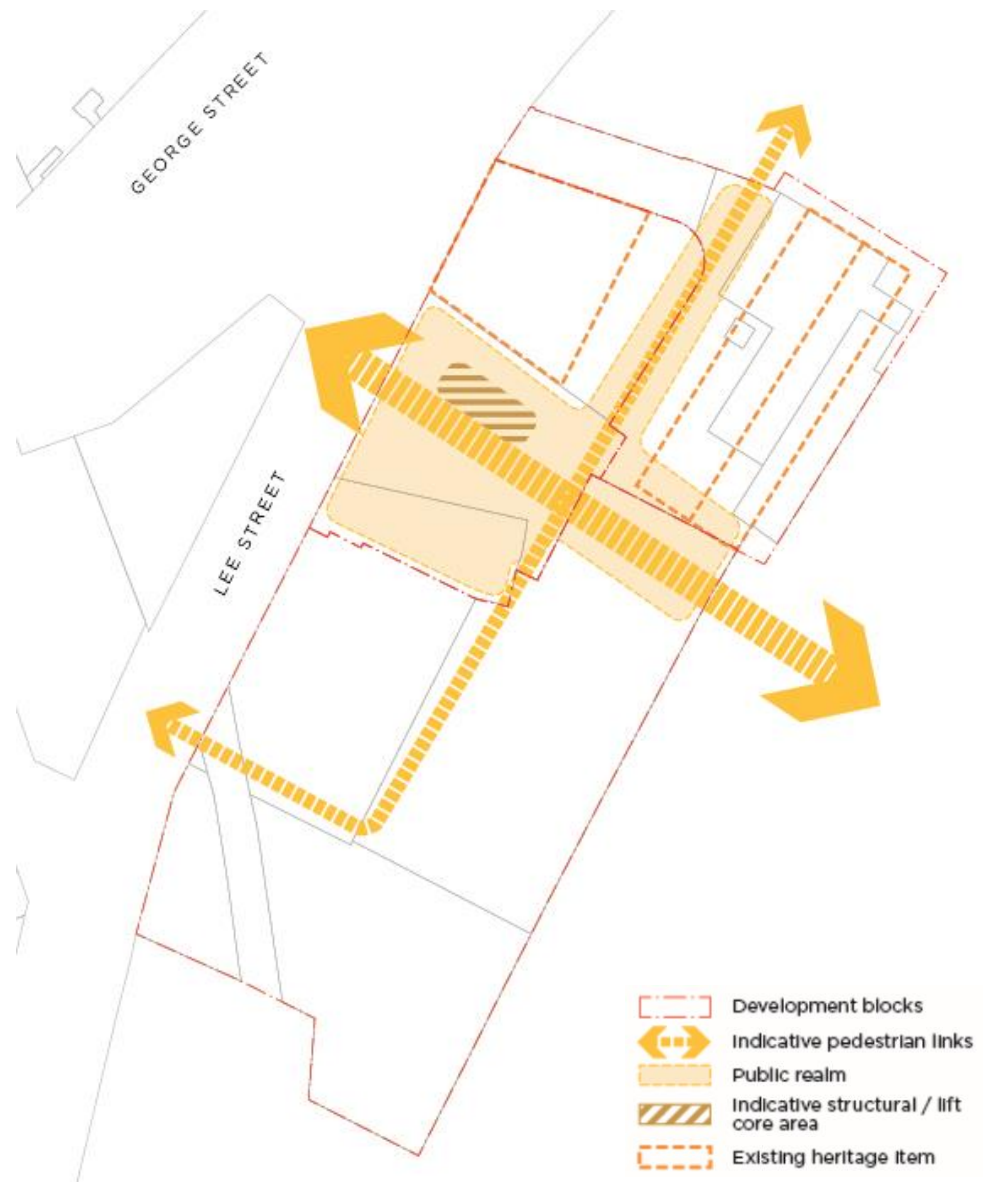 GEORGE STREET
LEE STREET
Development blocks
Indicative pedestrian links
Public realm
Indicative structural / lift
core area
Existing heritage item